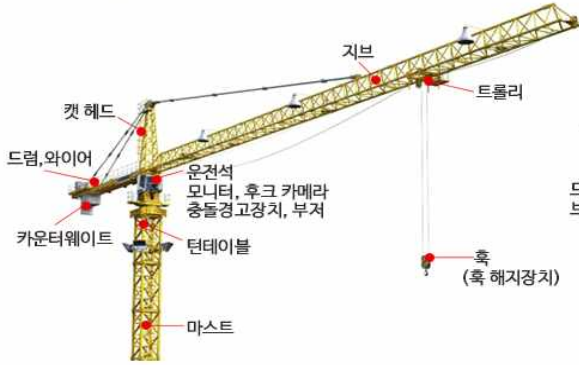 지브
트롤리
캣 헤드
드럼,와이어
운전석
모니터, 후크 카메라
충돌경고장치, 부저
카운터웨이트
턴테이블
훅
(훅 해지장치)
마스트